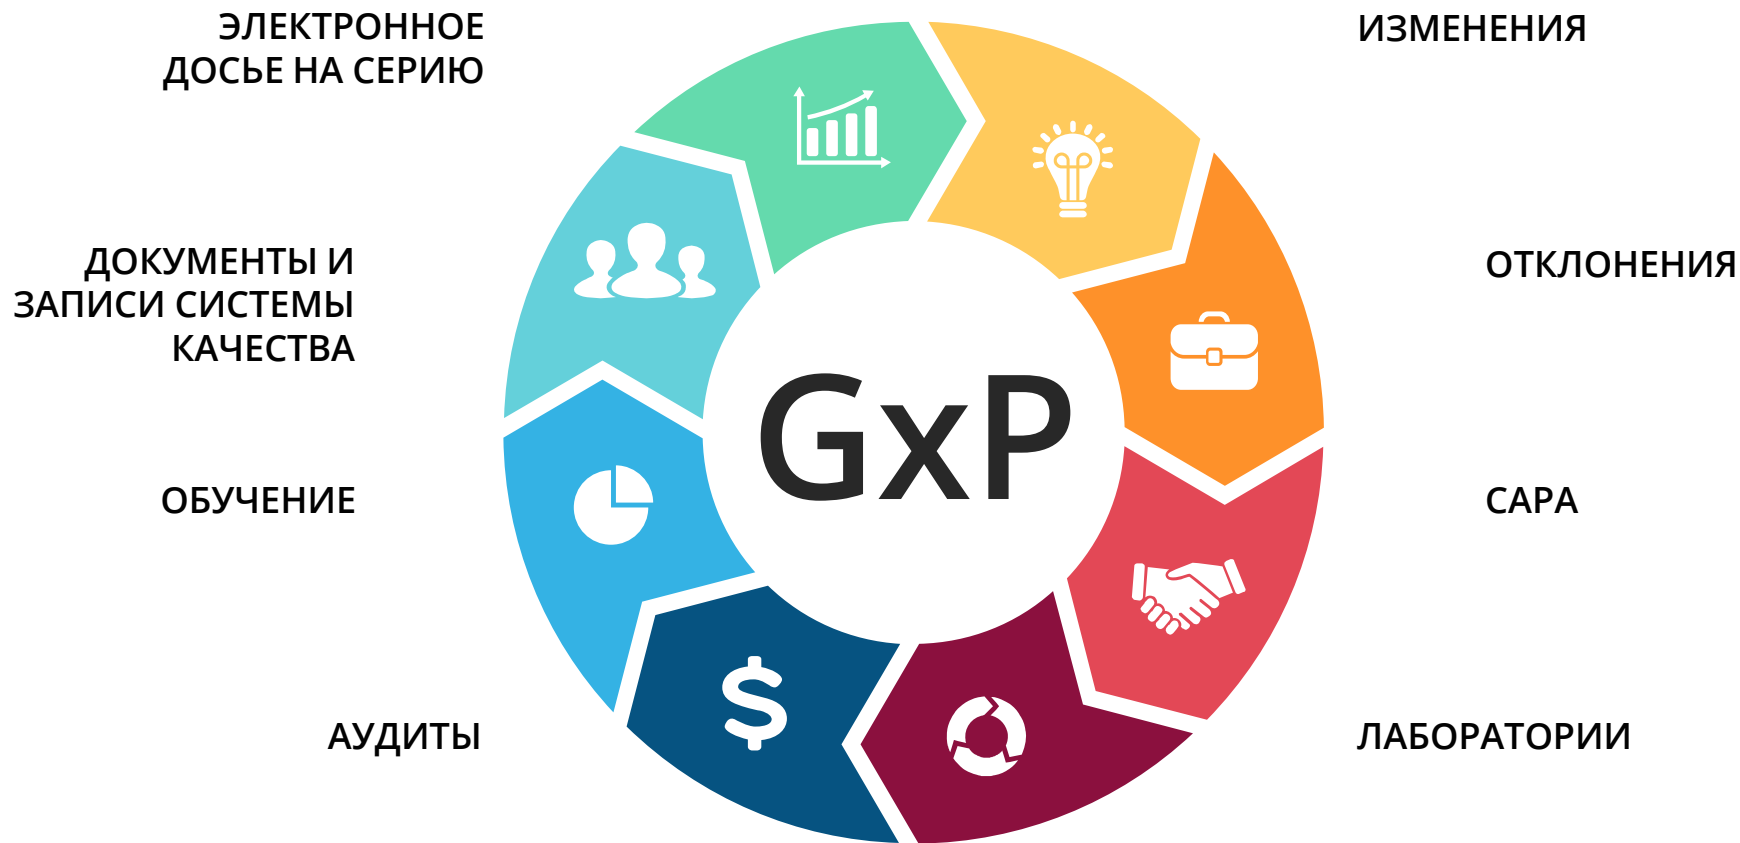 ЭЛЕКТРОННОЕ
ДОСЬЕ НА СЕРИЮ
ИЗМЕНЕНИЯ
ДОКУМЕНТЫ И
ЗАПИСИ СИСТЕМЫ
КАЧЕСТВА
ОТКЛОНЕНИЯ
GxP
ОБУЧЕНИЕ
CAPA
АУДИТЫ
$
ЛАБОРАТОРИИ